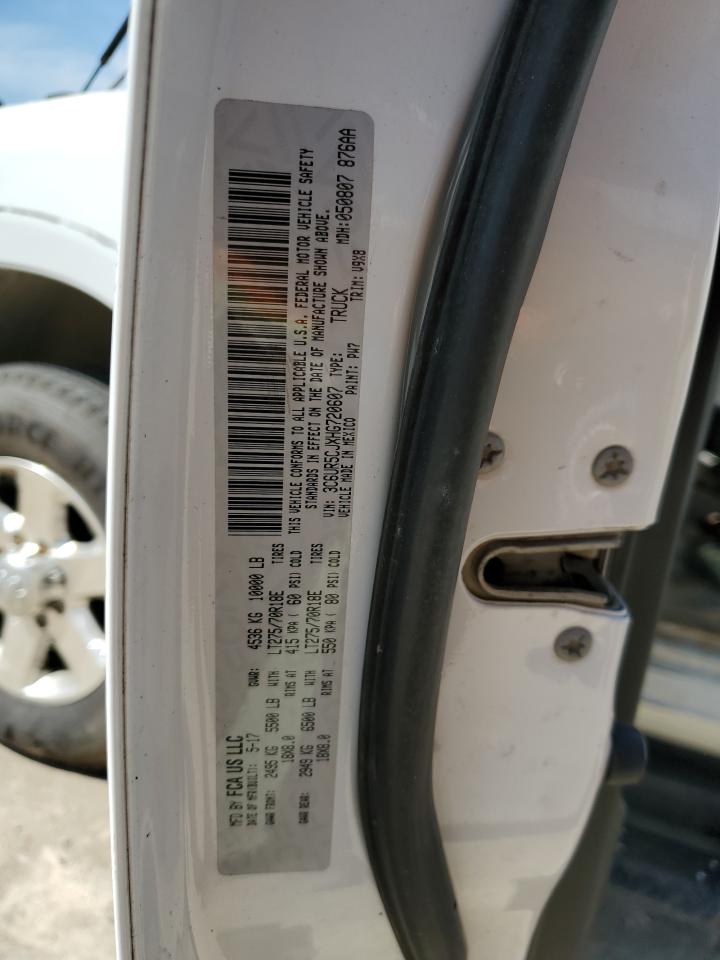 MFD BY FCA US LLC
DATE OF MFR(BUILT): 5-17 GVWR: 4536 KG 10000 LB
GAWR FRONT: 2495 KG 5500 LB WITH LT275/70R18E TIRES
18X8.0 RIMS AT 415 KPA ( 60 PSI) COLD
GAWR REAR: 2949 KG 6500 LB WITH LT275/70R18E TIRES
18X8.0 RIMS AT 550 KPA ( 80 PSI) COLD
THIS VEHICLE CONFORMS TO ALL APPLICABLE U.S.A. FEDERAL MOTOR VEHICLE SAFETY
STANDARDS IN EFFECT ON THE DATE OF MANUFACTURE SHOWN ABOVE.
VIN: 3C6UR5CJXHG720607 TYPE: TRUCK MDH:050807 876AA
VEHICLE MADE IN MEXICO PAINT: PW7 TRIM: V9X8